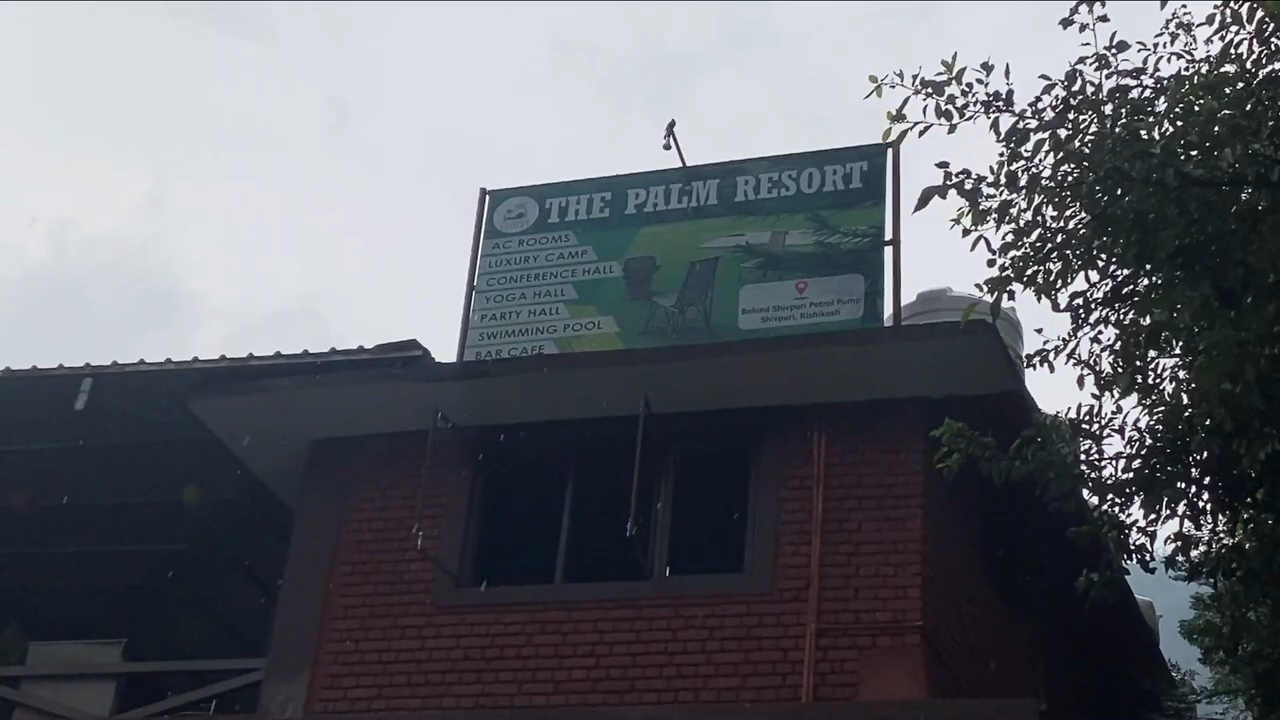 THE PALM RESORT
AC ROOMS
LUXURY CAMP
CONFERENCE HALL
YOGA HALL
PARTY HALL
SWIMMING POOL
BAR CAFE
Behind Shivpuri Petrol Pump
Shivpuri, Rishikesh